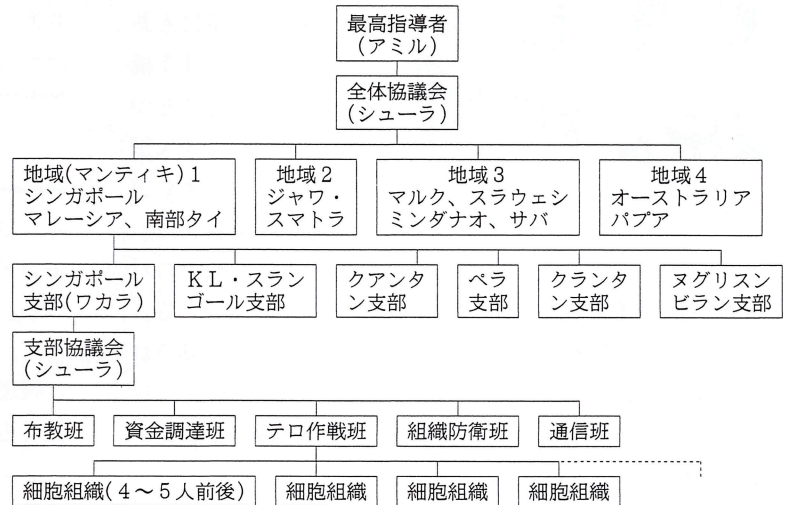 最高指導者
(アミル)
全体協議会
(シューラ)
地域(マンティキ)1
シンガポール
マレーシア、南部タイ
地域2
ジャワ・
スマトラ
地域3
マルク、スラウェシ
ミンダナオ、サバ
地域4
オーストラリア
パプア
シンガポール
支部(ワカラ)
KL・スラン
ゴール支部
クアンタ
ン支部
ペラ
支部
クランタ
ン支部
ヌグリスン
ビラン支部
支部協議会
(シューラ)
布教班
資金調達班
テロ作戦班
組織防衛班
通信班
細胞組織(4〜5人前後)
細胞組織
細胞組織
細胞組織